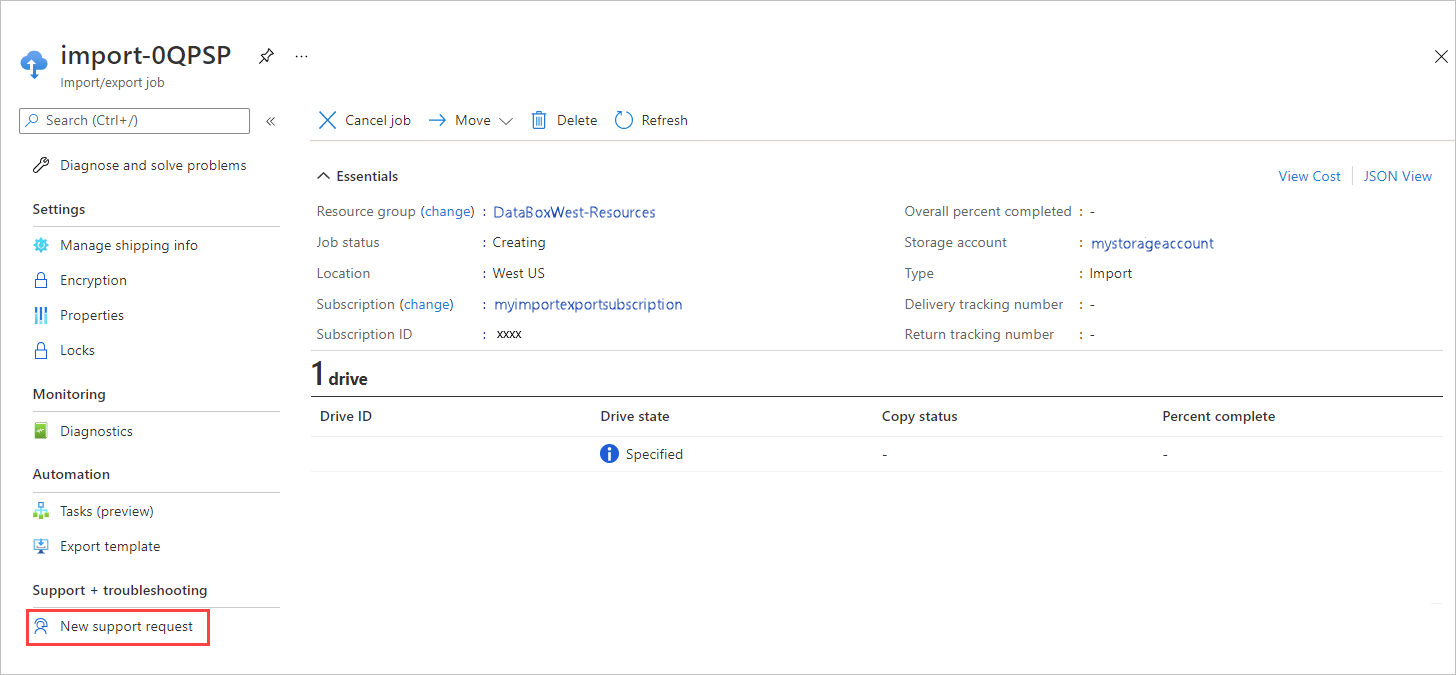 import-0QPSP
...
Import/export job
Search (Ctrl+/)
«
Diagnose and solve problems
Settings
Manage shipping info
Encryption
Properties
Locks
Monitoring
Diagnostics
Automation
Tasks (preview)
Export template
Support + troubleshooting
New support request
Cancel job Move Delete Refresh
Essentials View Cost JSON View
Resource group (change) : DataBoxWest-Resources
Job status : Creating
Location : West US
Subscription (change) : myimportexportsubscription
Subscription ID : xxxx
Overall percent completed : -
Storage account : mystorageaccount
Type : Import
Delivery tracking number : -
Return tracking number : -
1 drive
Drive ID Drive state Copy status Percent complete
Specified - -